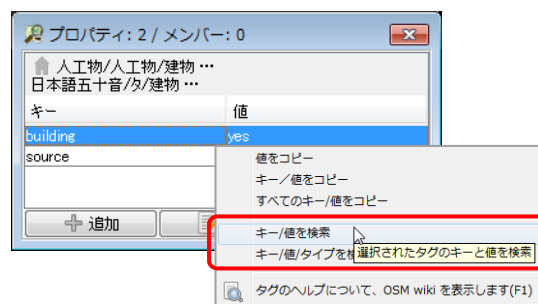 プロパティ: 2 / メンバー: 0
人工物/人工物/建物 …
日本語五十音/タ/建物 …
キー 値
building yes
source
値をコピー
キー／値をコピー
すべてのキー/値をコピー
追加
キー/値を検索
キー/値/タイプを検
選択されたタグのキーと値を検索
タグのヘルプについて、OSM wiki を表示します(F1)